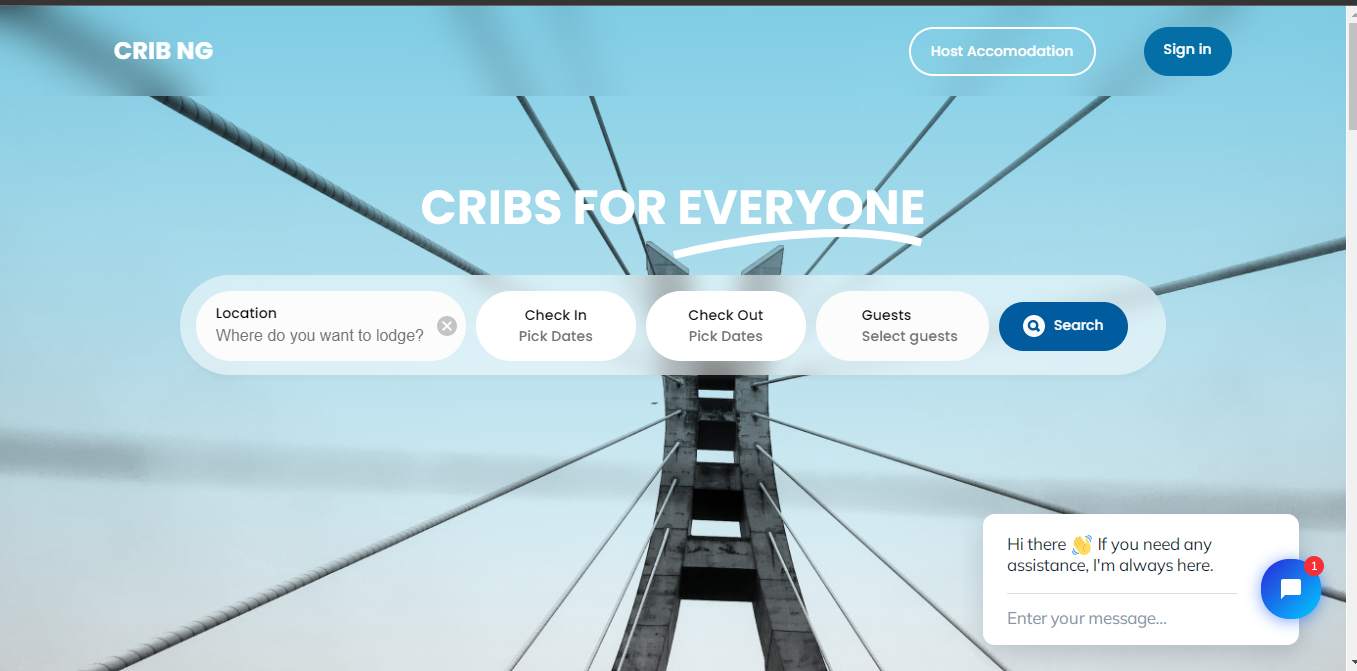 CRIB NG
Host Accomodation
Sign in
CRIBS FOR EVERYONE
Location
Where do you want to lodge?
Check In
Pick Dates
Check Out
Pick Dates
Guests
Select guests
Search
Hi there 👋 If you need any
assistance, I'm always here.
1
Enter your message...